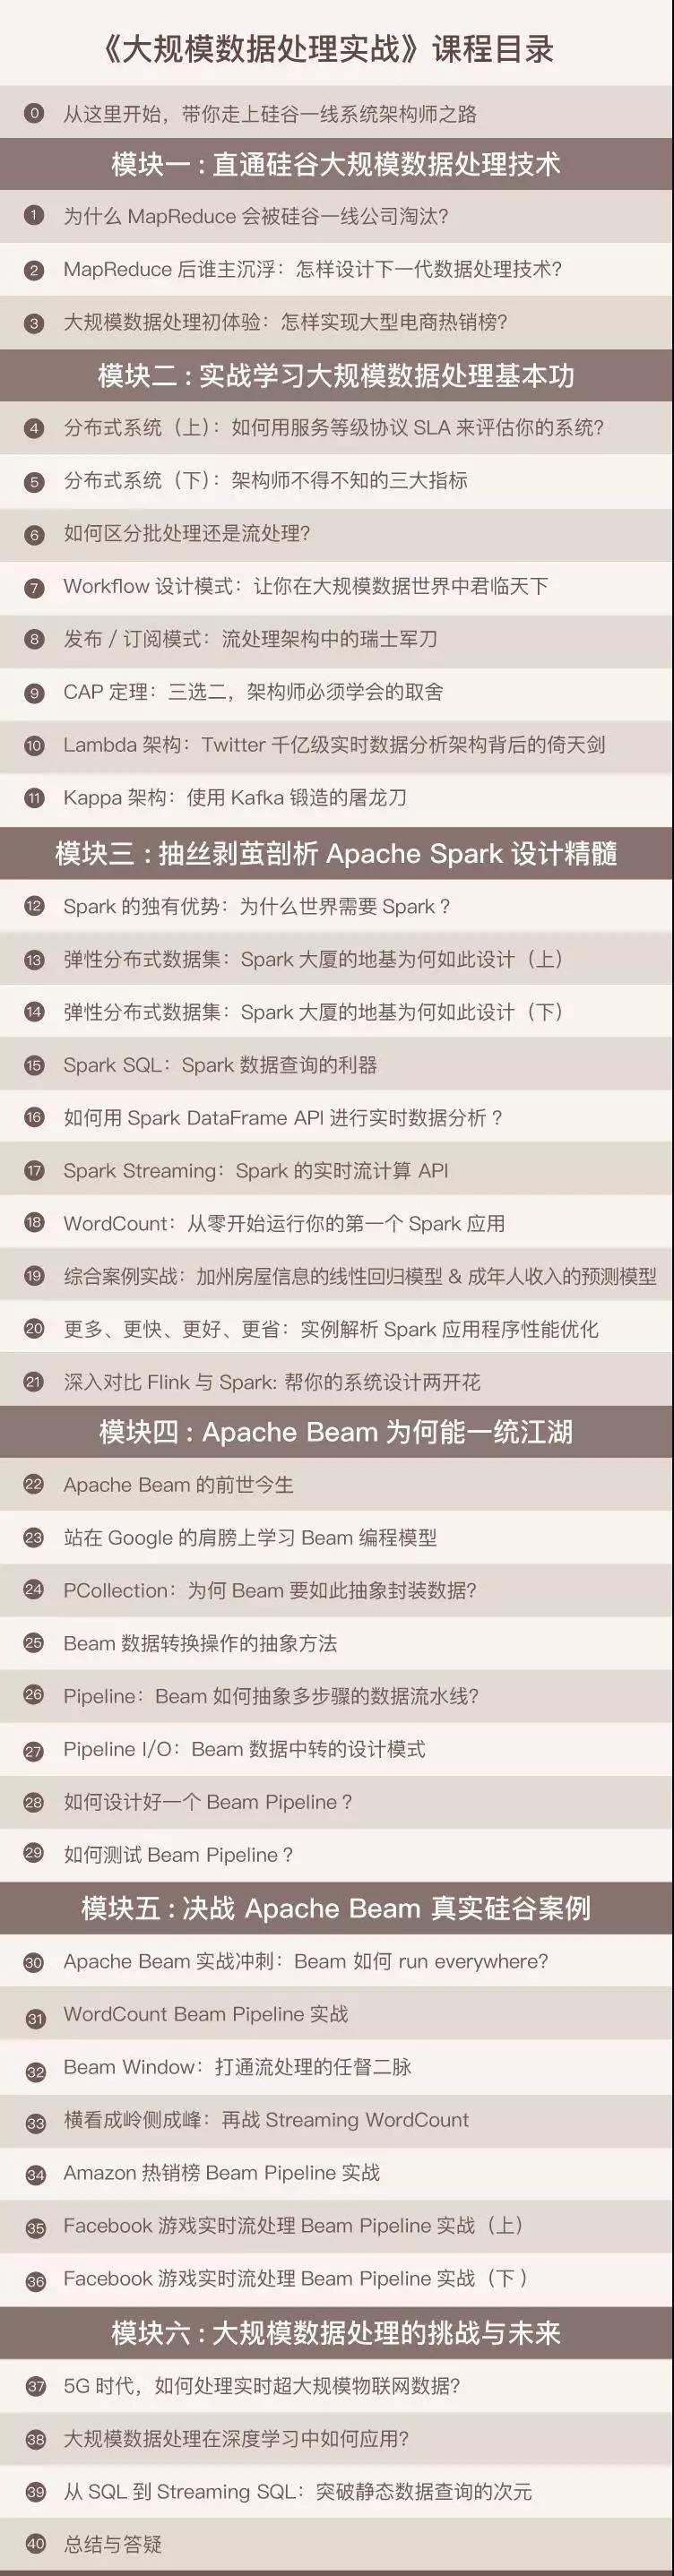 《大规模数据处理实战》课程目录
0 从这里开始，带你走上硅谷一线系统架构师之路
模块一：直通硅谷大规模数据处理技术
1 为什么 MapReduce 会被硅谷一线公司淘汰？
2 MapReduce 后谁主沉浮：怎样设计下一代数据处理技术？
3 大规模数据处理初体验：怎样实现大型电商热销榜？
模块二：实战学习大规模数据处理基本功
4 分布式系统（上）：如何用服务等级协议 SLA 来评估你的系统？
5 分布式系统（下）：架构师不得不知的三大指标
6 如何区分批处理还是流处理？
7 Workflow 设计模式：让你在大规模数据世界中君临天下
8 发布 / 订阅模式：流处理架构中的瑞士军刀
9 CAP 定理：三选二，架构师必须学会的取舍
10 Lambda 架构：Twitter 千亿级实时数据分析架构背后的倚天剑
11 Kappa 架构：使用 Kafka 锻造的屠龙刀
模块三：抽丝剥茧剖析 Apache Spark 设计精髓
12 Spark 的独有优势：为什么世界需要 Spark？
13 弹性分布式数据集：Spark 大厦的地基为何如此设计（上）
14 弹性分布式数据集：Spark 大厦的地基为何如此设计（下）
15 Spark SQL：Spark 数据查询的利器
16 如何用 Spark DataFrame API 进行实时数据分析？
17 Spark Streaming：Spark 的实时流计算 API
18 WordCount：从零开始运行你的第一个 Spark 应用
19 综合案例实战：加州房屋信息的线性回归模型 & 成年人收入的预测模型
20 更多、更快、更好、更省：实例解析 Spark 应用程序性能优化
21 深入对比 Flink 与 Spark: 帮你的系统设计两开花
模块四：Apache Beam 为何能一统江湖
22 Apache Beam 的前世今生
23 站在 Google 的肩膀上学习 Beam 编程模型
24 PCollection：为何 Beam 要如此抽象封装数据？
25 Beam 数据转换操作的抽象方法
26 Pipeline：Beam 如何抽象多步骤的数据流水线？
27 Pipeline I/O：Beam 数据中转的设计模式
28 如何设计好一个 Beam Pipeline？
29 如何测试 Beam Pipeline？
模块五：决战 Apache Beam 真实硅谷案例
30 Apache Beam 实战冲刺：Beam 如何 run everywhere?
31 WordCount Beam Pipeline 实战
32 Beam Window：打通流处理的任督二脉
33 横看成岭侧成峰：再战 Streaming WordCount
34 Amazon 热销榜 Beam Pipeline 实战
35 Facebook 游戏实时流处理 Beam Pipeline 实战（上）
36 Facebook 游戏实时流处理 Beam Pipeline 实战（下）
模块六：大规模数据处理的挑战与未来
37 5G 时代，如何处理实时超大规模物联网数据？
38 大规模数据处理在深度学习中如何应用？
39 从 SQL 到 Streaming SQL：突破静态数据查询的次元
40 总结与答疑